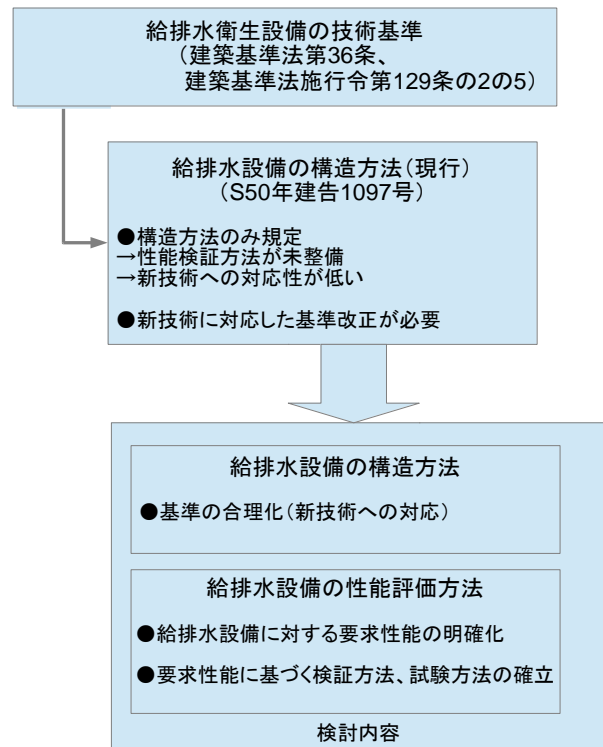 給排水衛生設備の技術基準
(建築基準法第36条、
建築基準法施行令第129条の2の5)
給排水設備の構造方法(現行)
(S50年建告1097号)
●構造方法のみ規定
→性能検証方法が未整備
→新技術への対応性が低い
●新技術に対応した基準改正が必要
給排水設備の構造方法
●基準の合理化(新技術への対応)
給排水設備の性能評価方法
●給排水設備に対する要求性能の明確化
●要求性能に基づく検証方法、試験方法の確立
検討内容